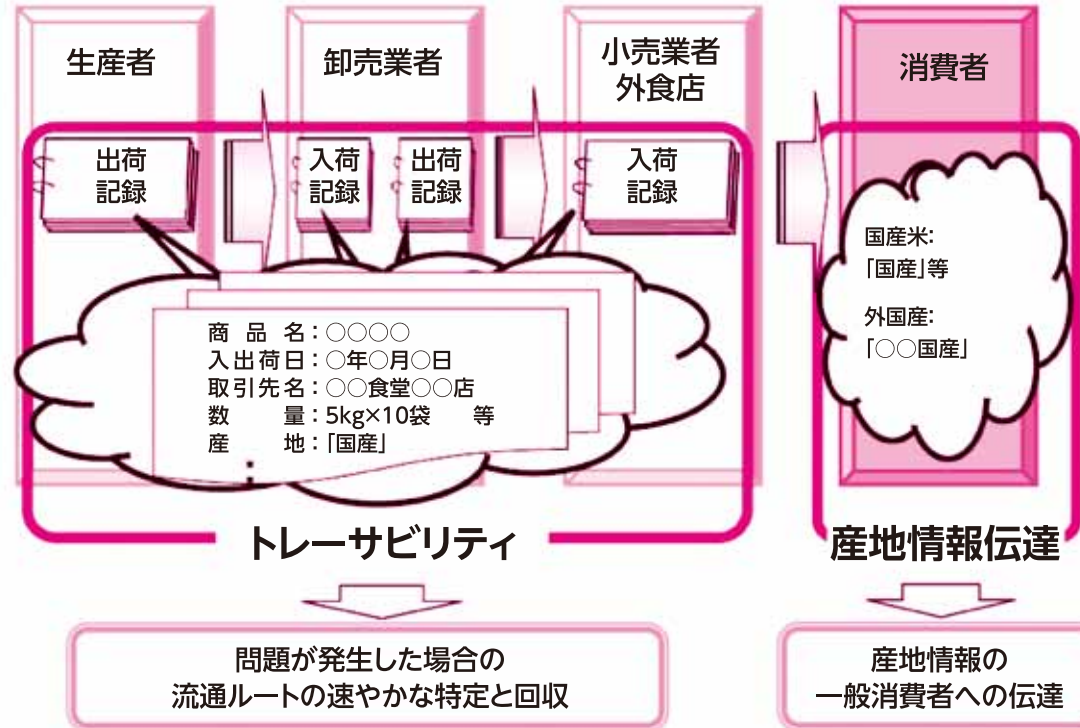 生産者
卸売業者
小売業者
外食店
消費者
出荷
記録
入荷
記録
出荷
記録
入荷
記録
商品名：○○○○
入出荷日：○年○月○日
取引先名：○○食堂○○店
数量：5kg×10袋　等
産地：「国産」
：
国産米：
「国産」等
外国産：
「○○国産」
トレーサビリティ
産地情報伝達
問題が発生した場合の
流通ルートの速やかな特定と回収
産地情報の
一般消費者への伝達